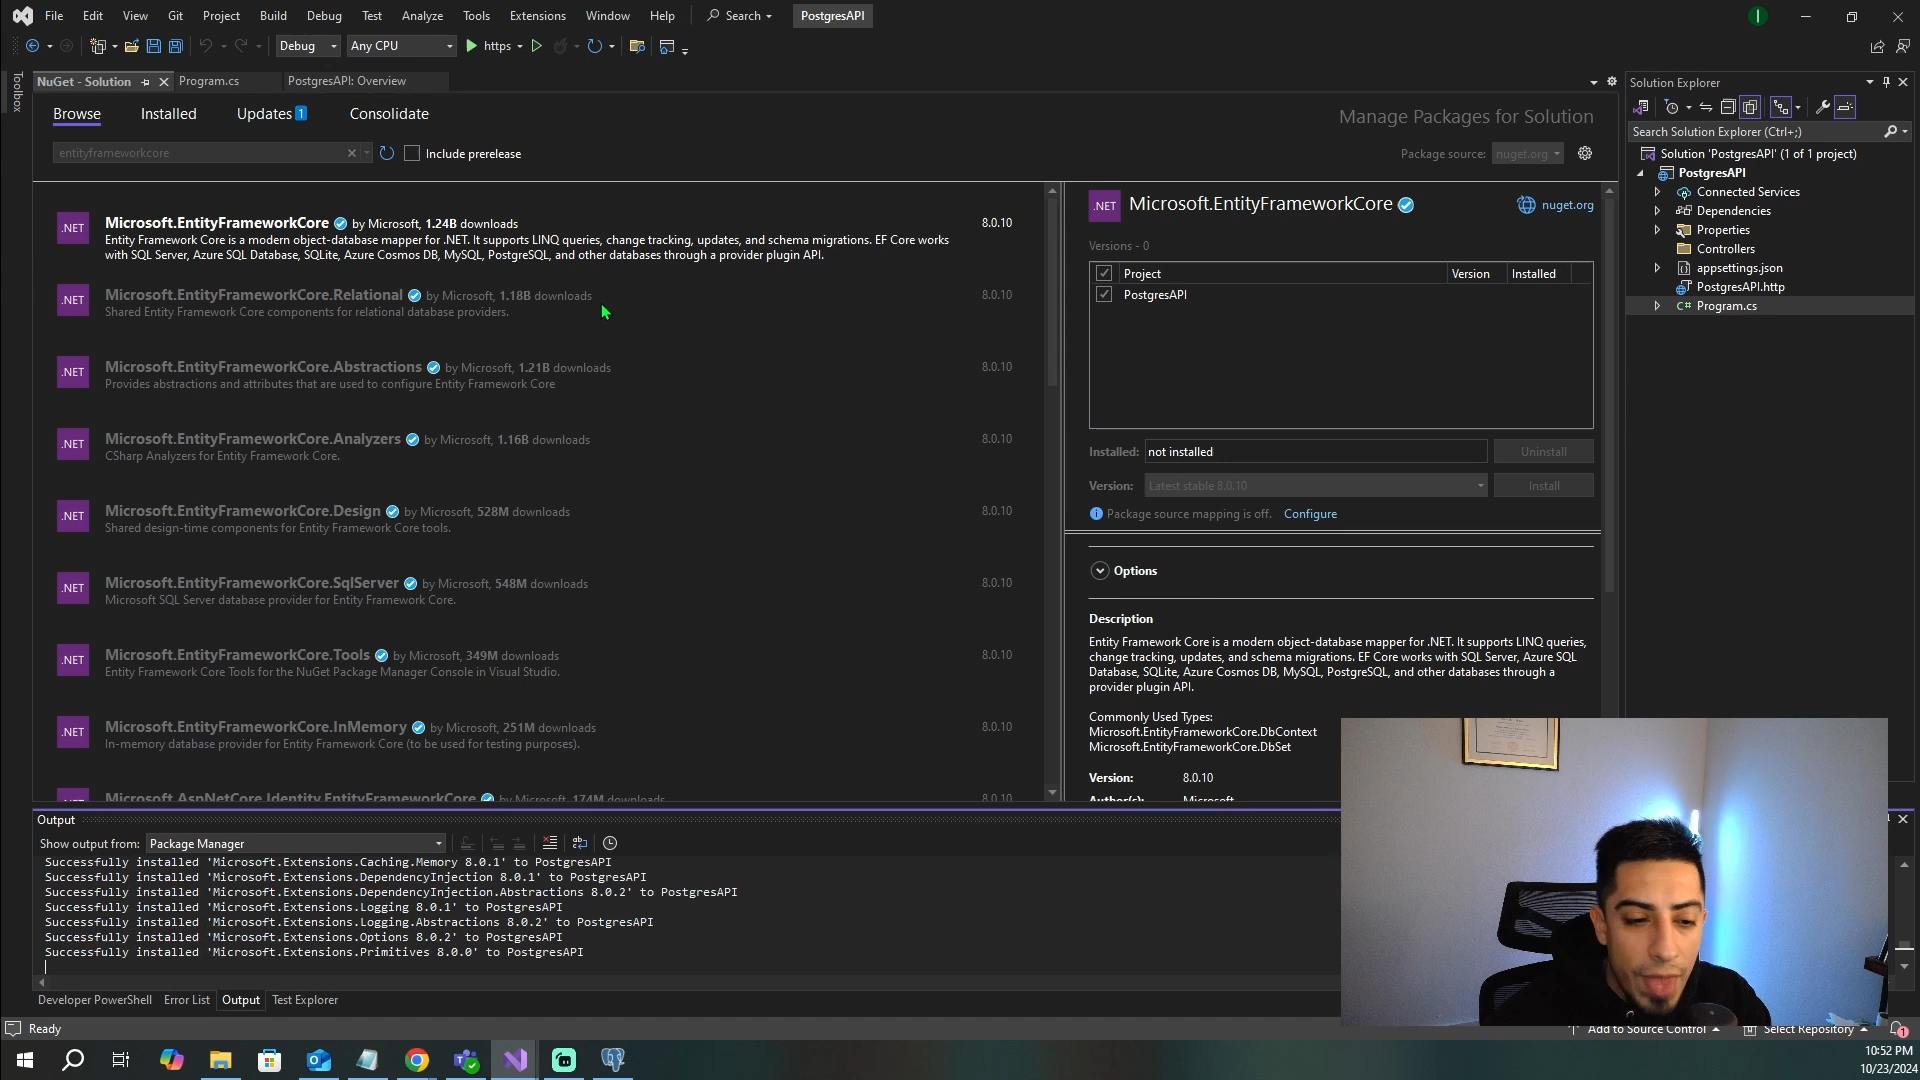 File Edit View Git Project Build Debug Test Analyze Tools Extensions Window Help Search PostgresAPI
Debug Any CPU https
Toolbox
NuGet - Solution Program.cs PostgresAPI: Overview
Browse Installed Updates 1 Consolidate
Manage Packages for Solution
entityframeworkcore Include prerelease
Package source: nuget.org
.NET Microsoft.EntityFrameworkCore by Microsoft, 1.24B downloads 8.0.10
Entity Framework Core is a modern object-database mapper for .NET. It supports LINQ queries, change tracking, updates, and schema migrations. EF Core works
with SQL Server, Azure SQL Database, SQLite, Azure Cosmos DB, MySQL, PostgreSQL, and other databases through a provider plugin API.
.NET Microsoft.EntityFrameworkCore.Relational by Microsoft, 1.18B downloads 8.0.10
Shared Entity Framework Core components for relational database providers.
.NET Microsoft.EntityFrameworkCore.Abstractions by Microsoft, 1.21B downloads 8.0.10
Provides abstractions and attributes that are used to configure Entity Framework Core
.NET Microsoft.EntityFrameworkCore.Analyzers by Microsoft, 1.16B downloads 8.0.10
CSharp Analyzers for Entity Framework Core.
.NET Microsoft.EntityFrameworkCore.Design by Microsoft, 528M downloads 8.0.10
Shared design-time components for Entity Framework Core tools.
.NET Microsoft.EntityFrameworkCore.SqlServer by Microsoft, 548M downloads 8.0.10
Microsoft SQL Server database provider for Entity Framework Core.
.NET Microsoft.EntityFrameworkCore.Tools by Microsoft, 349M downloads 8.0.10
Entity Framework Core Tools for the NuGet Package Manager Console in Visual Studio.
.NET Microsoft.EntityFrameworkCore.InMemory by Microsoft, 251M downloads 8.0.10
In-memory database provider for Entity Framework Core (to be used for testing purposes).
Microsoft.AspNetCore.Identity.EntityFrameworkCore by Microsoft, 174M downloads 8.0.10
.NET Microsoft.EntityFrameworkCore nuget.org
Versions - 0
Project Version Installed
PostgresAPI
Installed: not installed Uninstall
Version: Latest stable 8.0.10 Install
Package source mapping is off. Configure
Options
Description
Entity Framework Core is a modern object-database mapper for .NET. It supports LINQ queries,
change tracking, updates, and schema migrations. EF Core works with SQL Server, Azure SQL
Database, SQLite, Azure Cosmos DB, MySQL, PostgreSQL, and other databases through a
provider plugin API.
Commonly Used Types:
Microsoft.EntityFrameworkCore.DbContext
Microsoft.EntityFrameworkCore.DbSet
Version: 8.0.10
Author(s): Microsoft
Solution Explorer
Search Solution Explorer (Ctrl+;)
Solution 'PostgresAPI' (1 of 1 project)
PostgresAPI
Connected Services
Dependencies
Properties
Controllers
appsettings.json
PostgresAPI.http
C# Program.cs
Output
Show output from: Package Manager
Successfully installed 'Microsoft.Extensions.Caching.Memory 8.0.1' to PostgresAPI
Successfully installed 'Microsoft.Extensions.DependencyInjection 8.0.1' to PostgresAPI
Successfully installed 'Microsoft.Extensions.DependencyInjection.Abstractions 8.0.2' to PostgresAPI
Successfully installed 'Microsoft.Extensions.Logging 8.0.1' to PostgresAPI
Successfully installed 'Microsoft.Extensions.Logging.Abstractions 8.0.2' to PostgresAPI
Successfully installed 'Microsoft.Extensions.Options 8.0.2' to PostgresAPI
Successfully installed 'Microsoft.Extensions.Primitives 8.0.0' to PostgresAPI
Developer PowerShell Error List Output Test Explorer
Ready Add to Source Control Select Repository 1
10:52 PM
10/23/2024